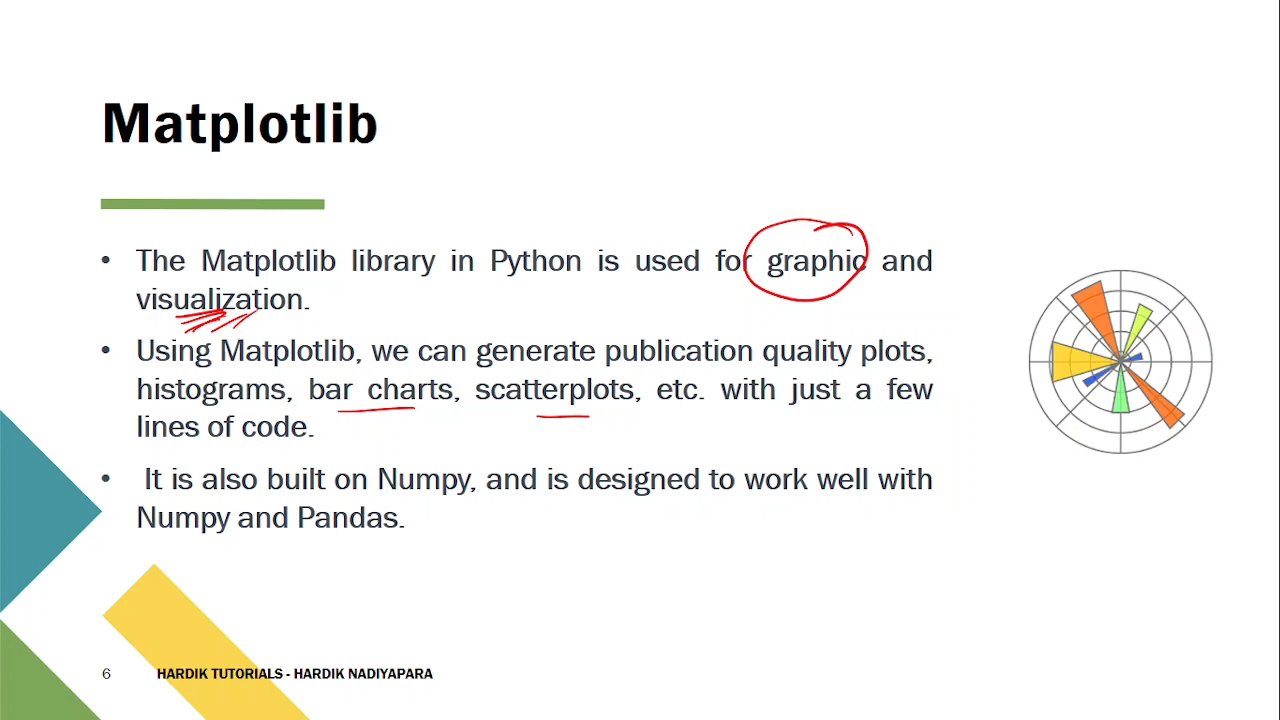 Matplotlib
• The Matplotlib library in Python is used for graphic and
visualization.
• Using Matplotlib, we can generate publication quality plots,
histograms, bar charts, scatterplots, etc. with just a few
lines of code.
• It is also built on Numpy, and is designed to work well with
Numpy and Pandas.
6 HARDIK TUTORIALS - HARDIK NADIYAPARA